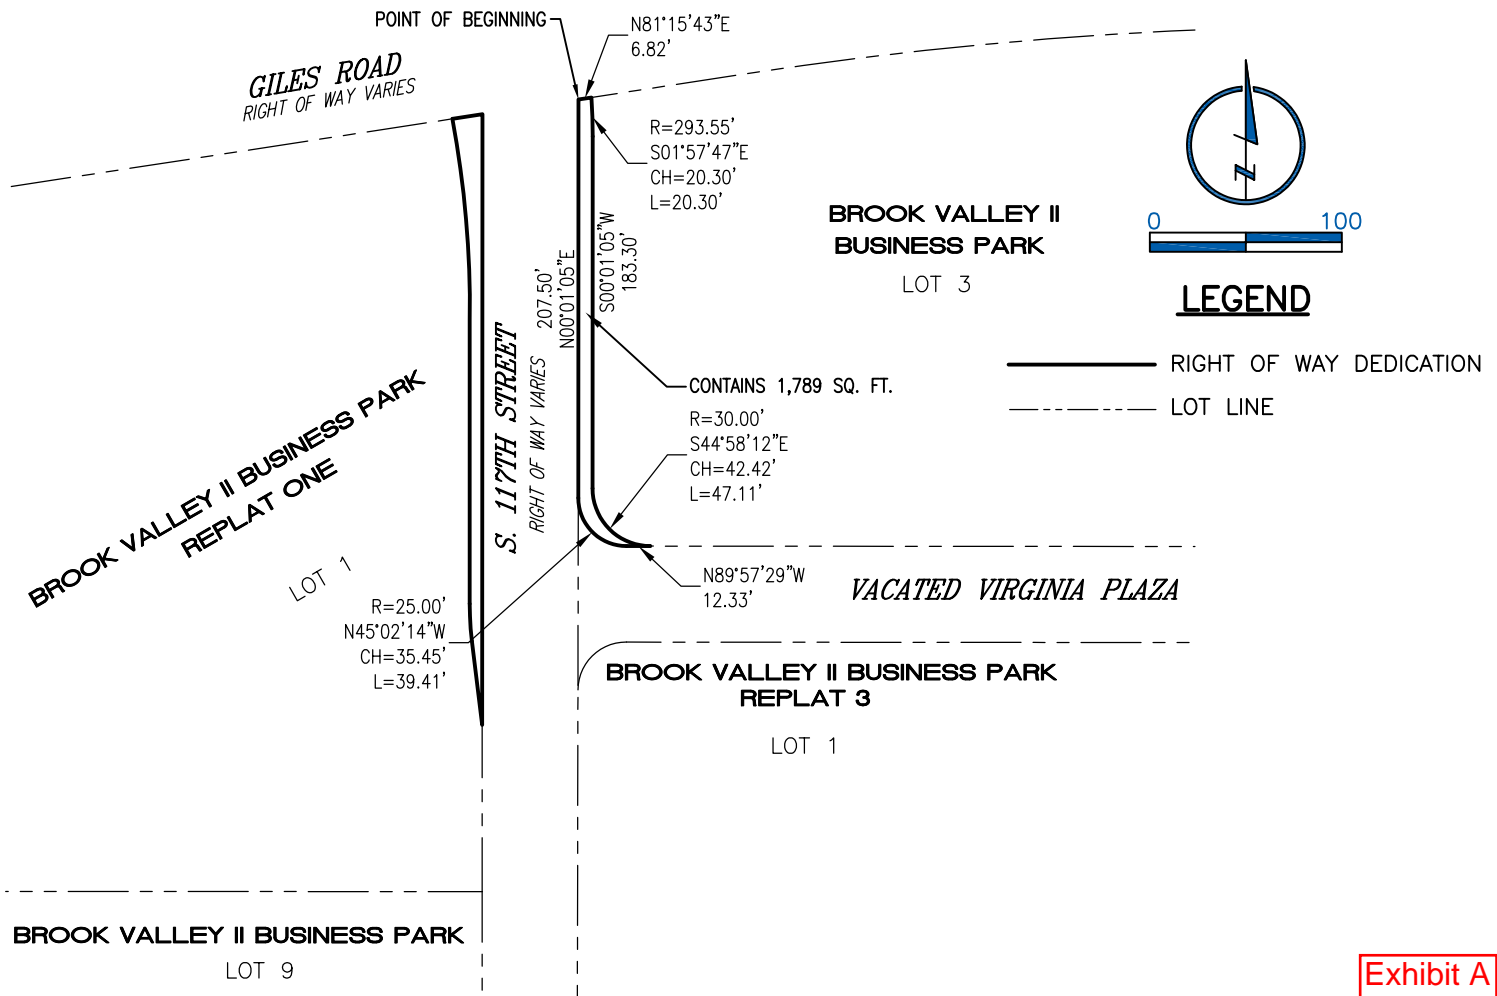 POINT OF BEGINNING
N81°15'43"E
6.82'
GILES ROAD
RIGHT OF WAY VARIES
R=293.55'
S01°57'47"E
CH=20.30'
L=20.30'
BROOK VALLEY II
BUSINESS PARK
LOT 3
N
0 100
LEGEND
RIGHT OF WAY DEDICATION
LOT LINE
207.50'
N00°01'05"E
S00°01'05"W
183.30'
S. 117TH STREET
RIGHT OF WAY VARIES
CONTAINS 1,789 SQ. FT.
R=30.00'
S44°58'12"E
CH=42.42'
L=47.11'
BROOK VALLEY II BUSINESS PARK
REPLAT ONE
LOT 1
R=25.00'
N45°02'14"W
CH=35.45'
L=39.41'
N89°57'29"W
12.33'
VACATED VIRGINIA PLAZA
BROOK VALLEY II BUSINESS PARK
REPLAT 3
LOT 1
BROOK VALLEY II BUSINESS PARK
LOT 9
Exhibit A